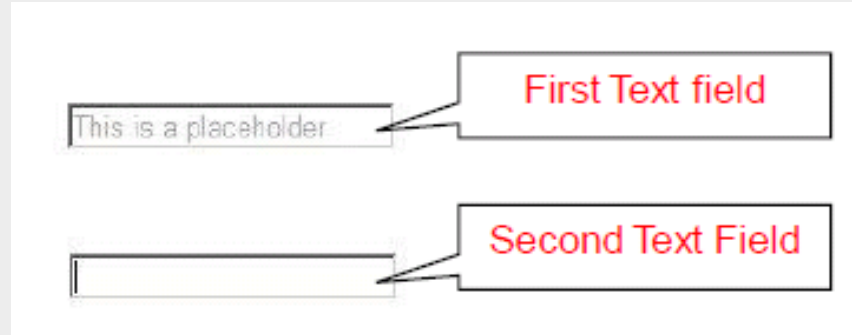 First Text field
This is a placeholder
Second Text Field